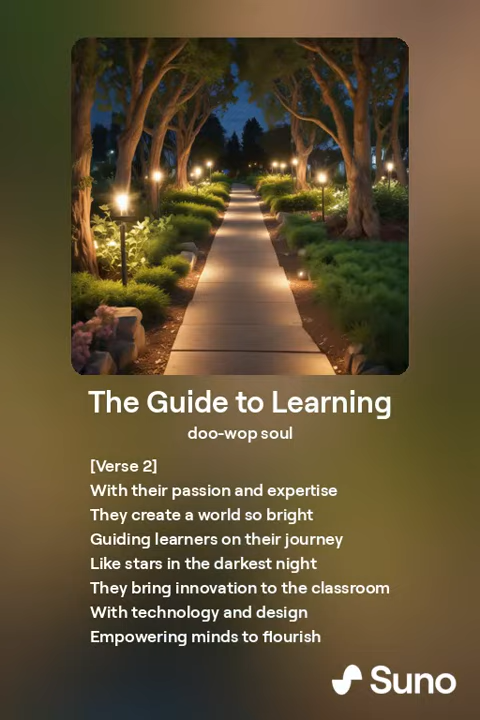 The Guide to Learning
doo-wop soul
[Verse 2]
With their passion and expertise
They create a world so bright
Guiding learners on their journey
Like stars in the darkest night
They bring innovation to the classroom
With technology and design
Empowering minds to flourish
Suno